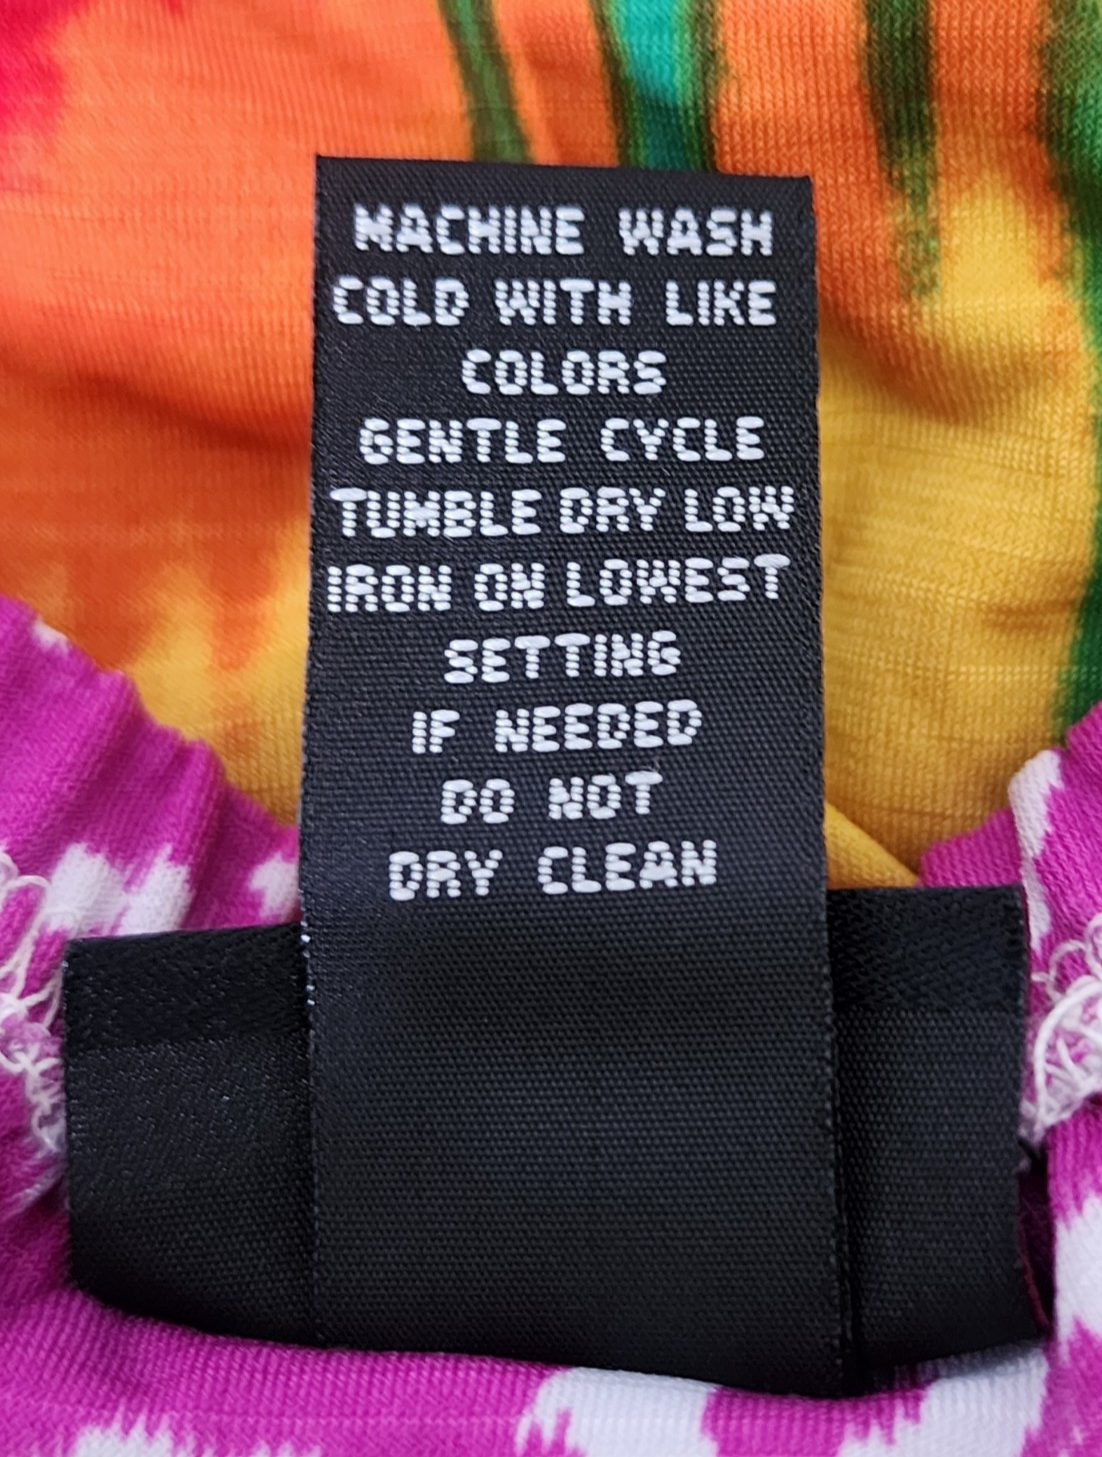 MACHINE WASH
COLD WITH LIKE
COLORS
GENTLE CYCLE
TUMBLE DRY LOW
IRON ON LOWEST
SETTING
IF NEEDED
DO NOT
DRY CLEAN